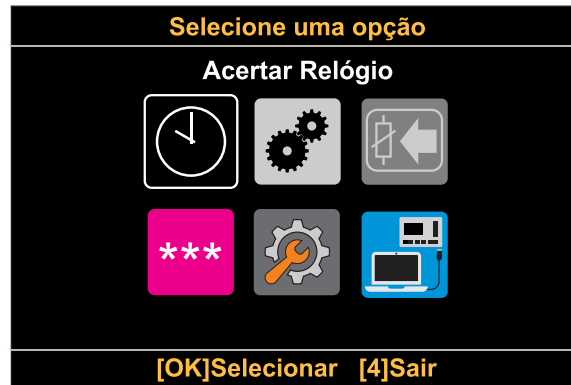 Selecione uma opção
Acertar Relógio
***
[OK]Selecionar [4]Sair